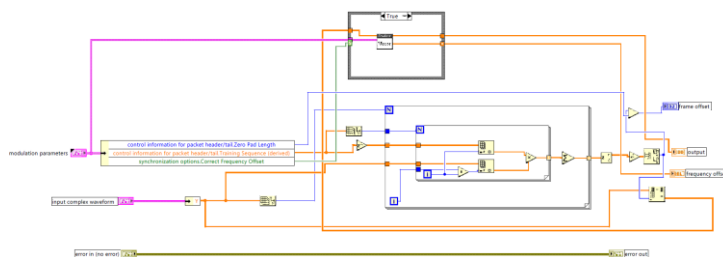 True
control information for packet header/tail.Zero Pad Length
frame offset
modulation parameters
control information for packet header/tail.Training Sequence (derived)
output
synchronization options.Correct Frequency Offset
frequency offse
input complex waveform
error in (no error)
error out